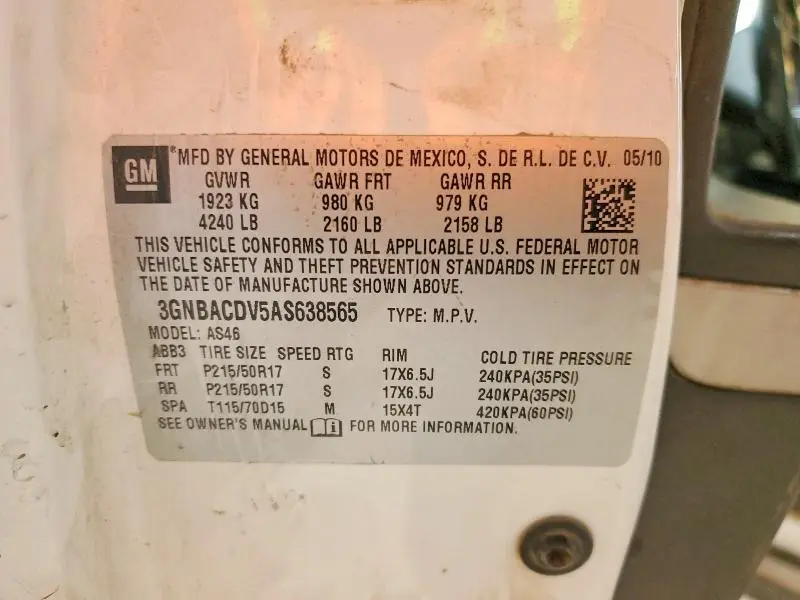 GM MFD BY GENERAL MOTORS DE MEXICO, S. DE R.L. DE C.V. 05/10
GVWR GAWR FRT GAWR RR
1923 KG 980 KG 979 KG
4240 LB 2160 LB 2158 LB
THIS VEHICLE CONFORMS TO ALL APPLICABLE U.S. FEDERAL MOTOR
VEHICLE SAFETY AND THEFT PREVENTION STANDARDS IN EFFECT ON
THE DATE OF MANUFACTURE SHOWN ABOVE.
3GNBACDV5AS638565 TYPE: M.P.V.
MODEL: AS46
ABB3 TIRE SIZE SPEED RTG RIM COLD TIRE PRESSURE
FRT P215/50R17 S 17X6.5J 240KPA(35PSI)
RR P215/50R17 S 17X6.5J 240KPA(35PSI)
SPA T115/70D15 M 15X4T 420KPA(60PSI)
SEE OWNER'S MANUAL FOR MORE INFORMATION.